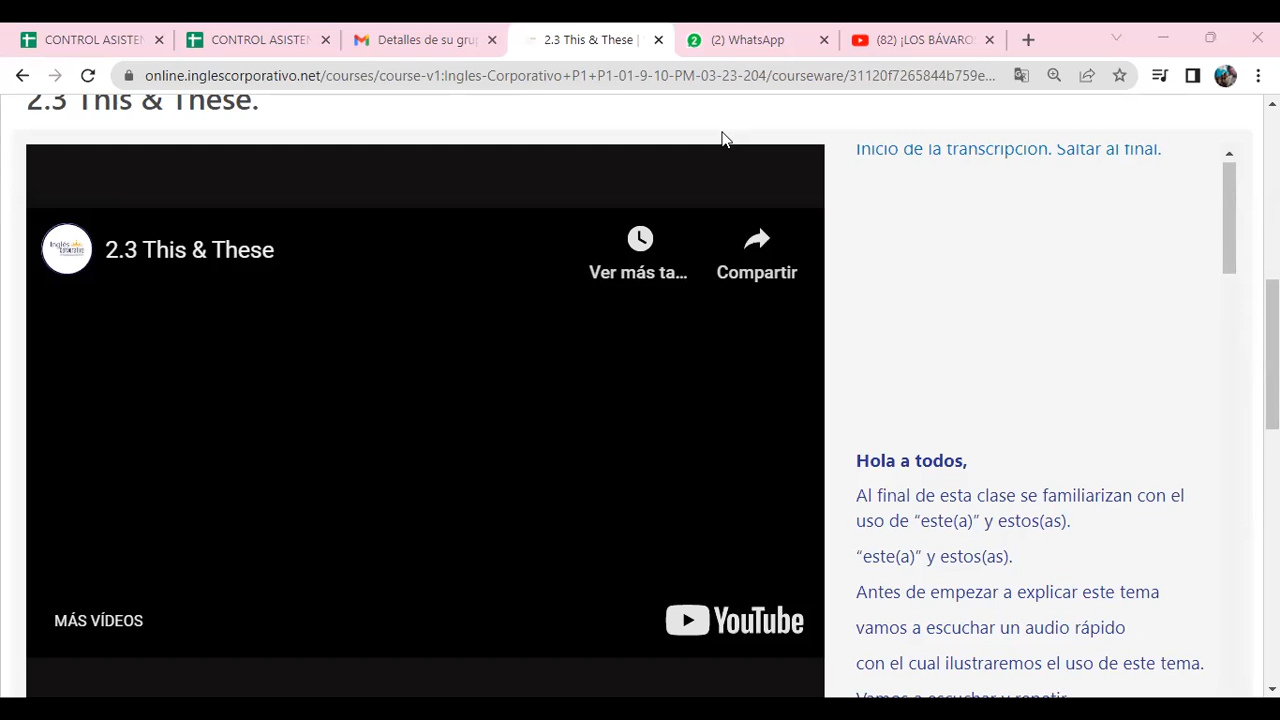 CONTROL ASISTEN
CONTROL ASISTEN
Detalles de su gru
2.3 This & These |
(2) WhatsApp
(82) ¡LOS BÁVARO
online.inglescorporativo.net/courses/course-v1:Ingles-Corporativo+P1+P1-01-9-10-PM-03-23-204/courseware/31120f7265844b759e...
2.3 This & These.
Inicio de la transcripción. Saltar al final.
Inglés
corporativo
2.3 This & These
Ver más ta...
Compartir
Hola a todos,
Al final de esta clase se familiarizan con el
uso de “este(a)” y estos(as).
“este(a)” y estos(as).
Antes de empezar a explicar este tema
vamos a escuchar un audio rápido
con el cual ilustraremos el uso de este tema.
Vamos a escuchar y repetir
MÁS VÍDEOS
YouTube